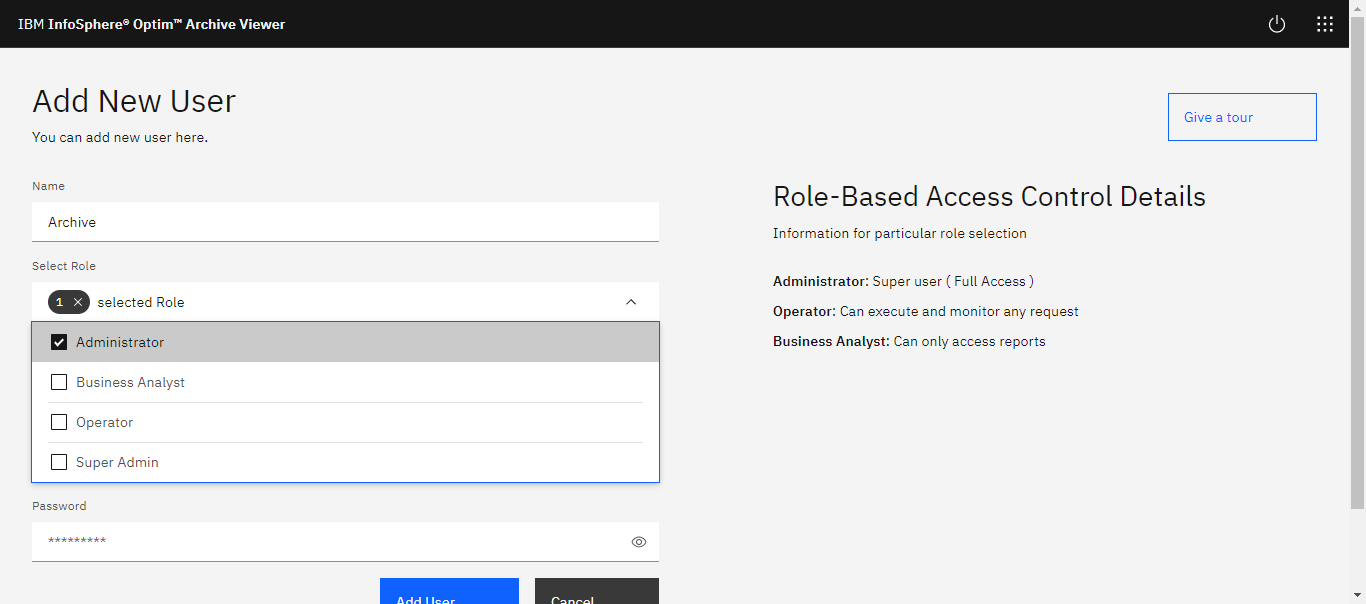 IBM InfoSphere® Optim™ Archive Viewer
Add New User
You can add new user here.
Give a tour
Name
Archive
Select Role
1 selected Role
Administrator
Business Analyst
Operator
Super Admin
Password
*********
Add User
Cancel
Role-Based Access Control Details
Information for particular role selection
Administrator: Super user ( Full Access )
Operator: Can execute and monitor any request
Business Analyst: Can only access reports